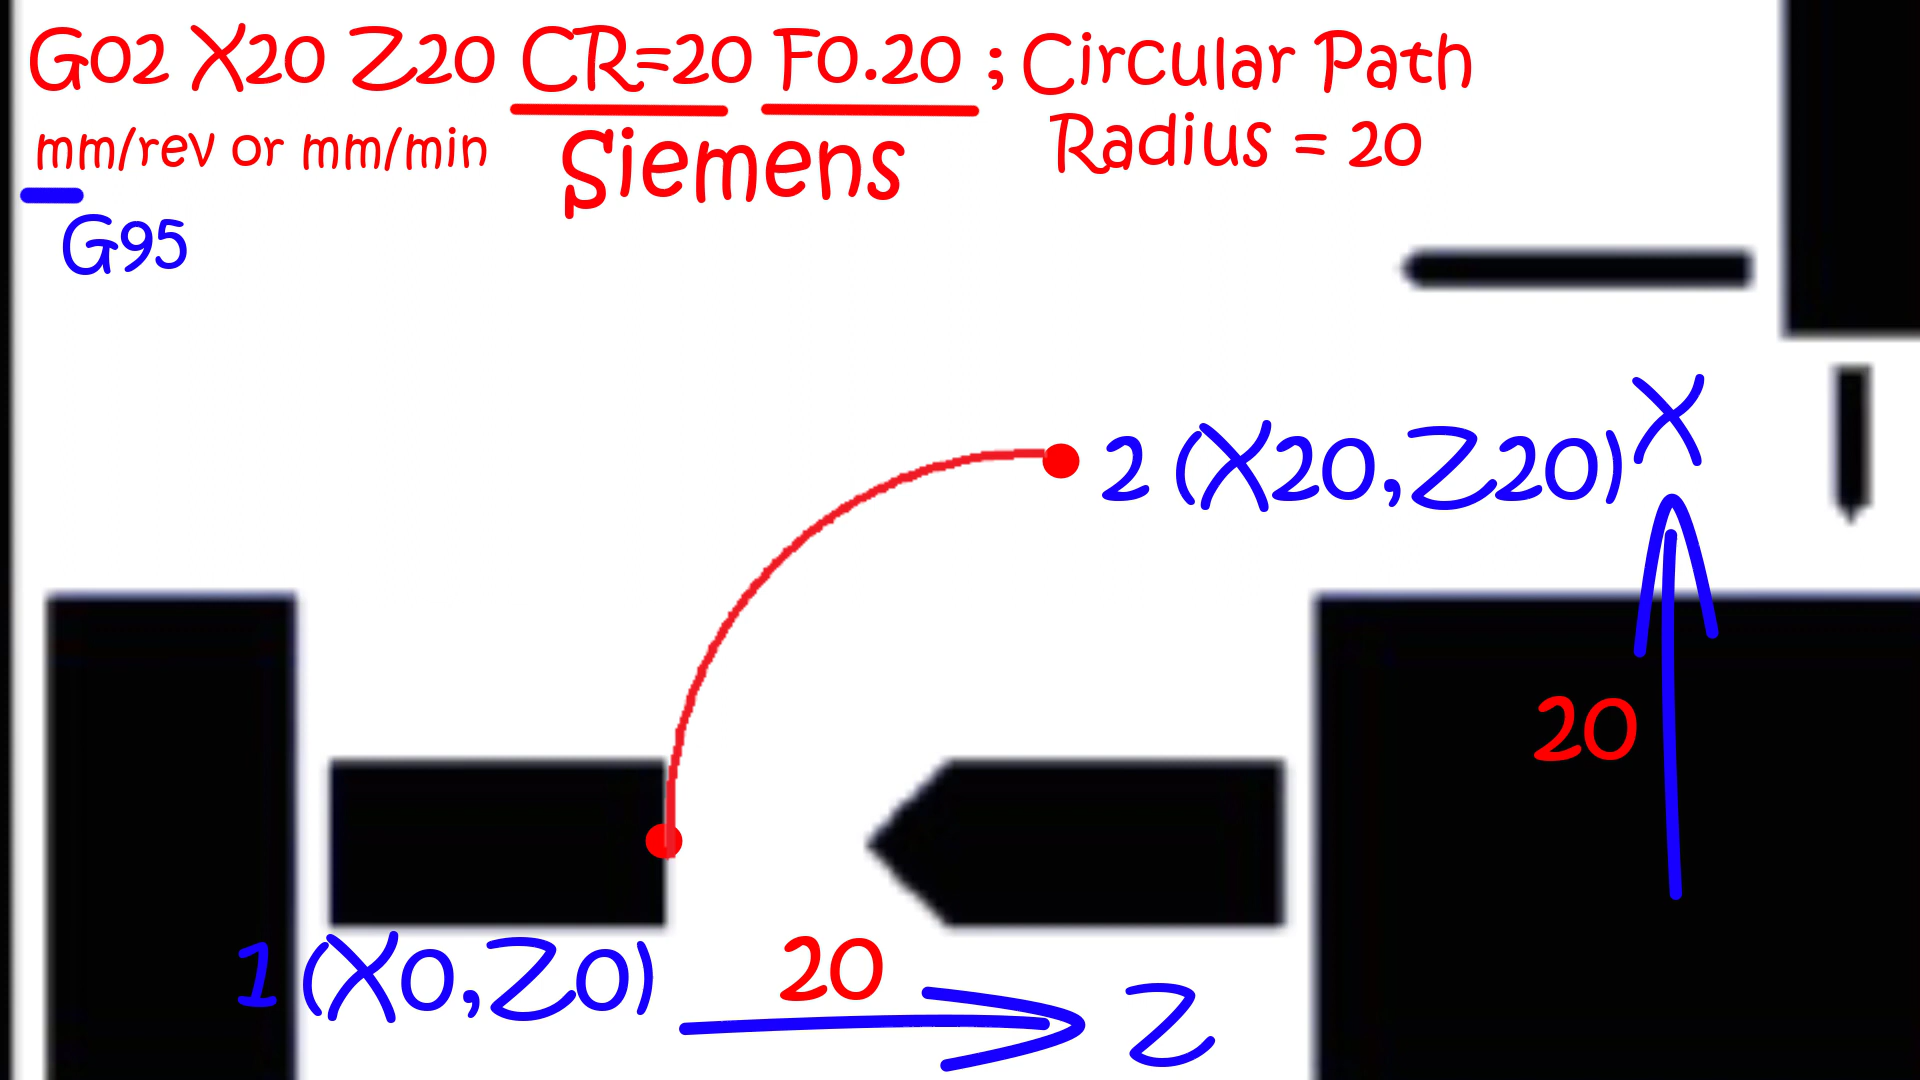 G02 X20 Z20 CR=20 F0.20 ; Circular Path
Radius = 20
mm/rev or mm/min
Siemens
G95
X
2 (X20,Z20)
20
1 (X0,Z0)
20
Z